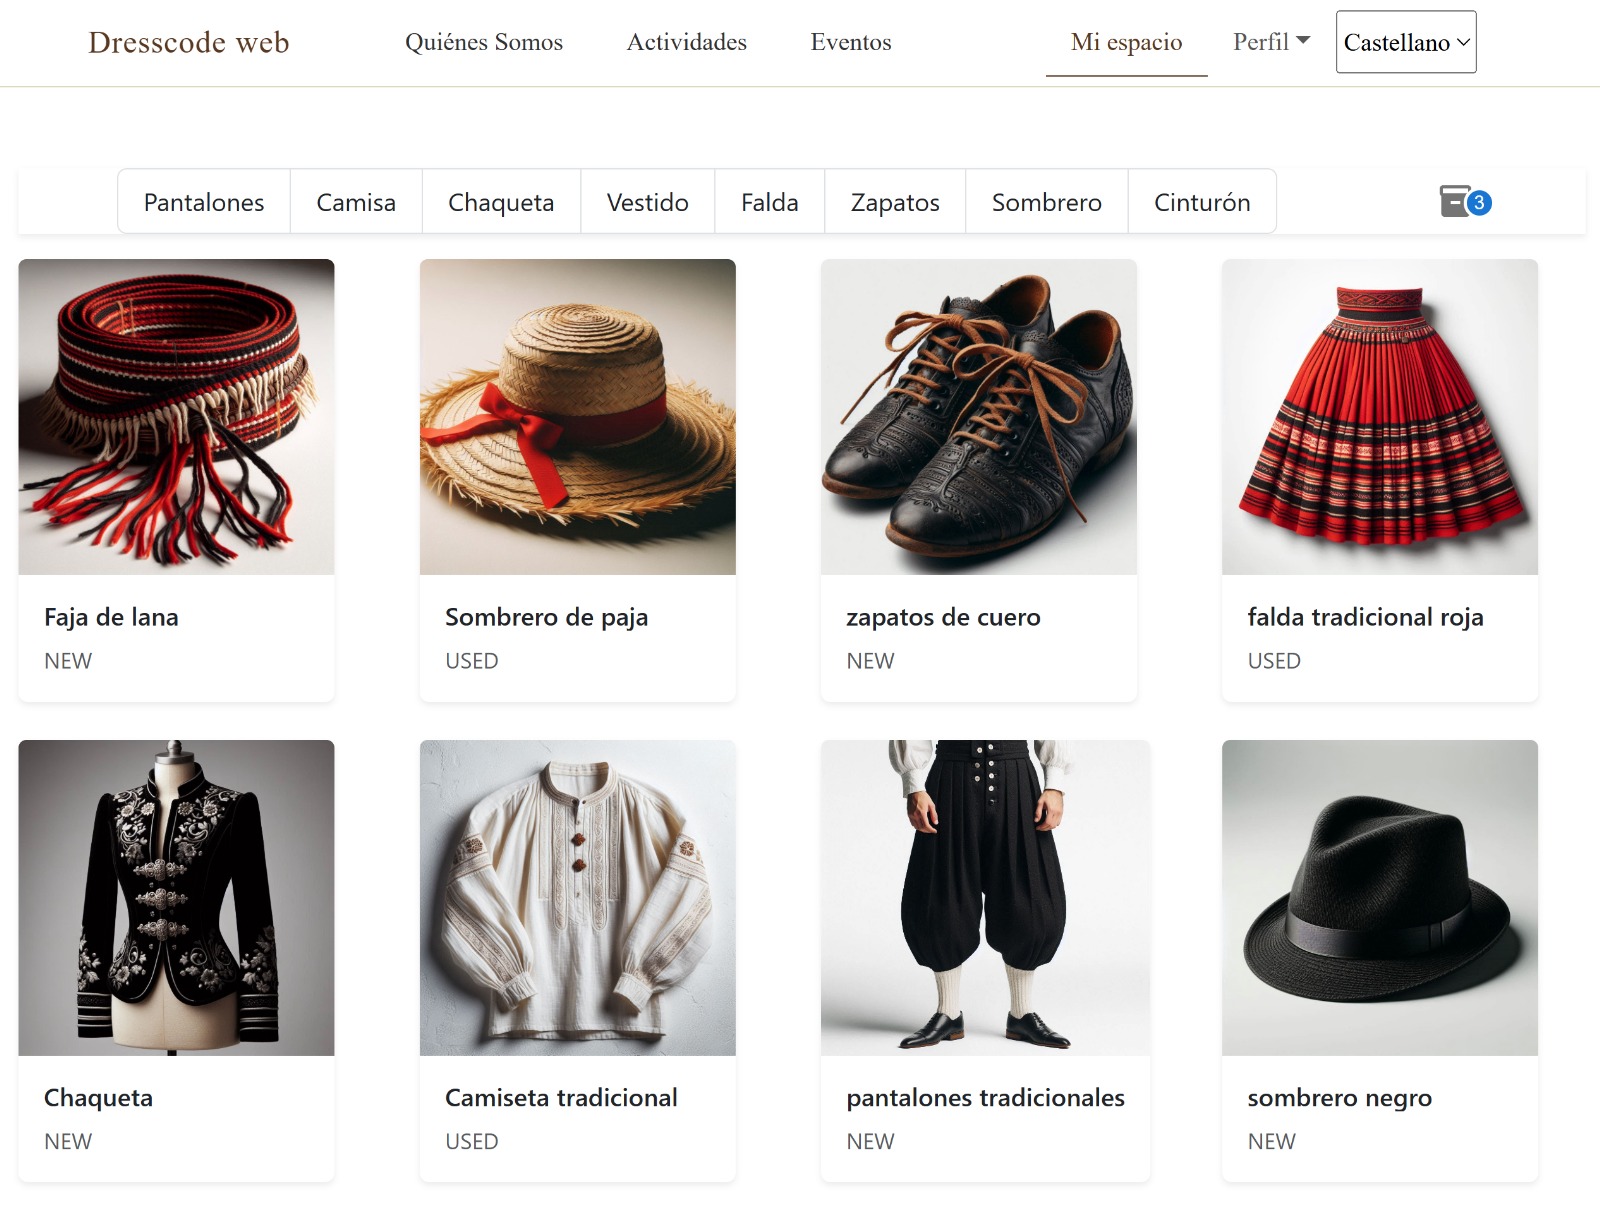 Dresscode web Quiénes Somos Actividades Eventos Mi espacio Perfil Castellano
Pantalones Camisa Chaqueta Vestido Falda Zapatos Sombrero Cinturón 3
Faja de lana Sombrero de paja zapatos de cuero falda tradicional roja
NEW USED NEW USED
Chaqueta Camiseta tradicional pantalones tradicionales sombrero negro
NEW USED NEW NEW